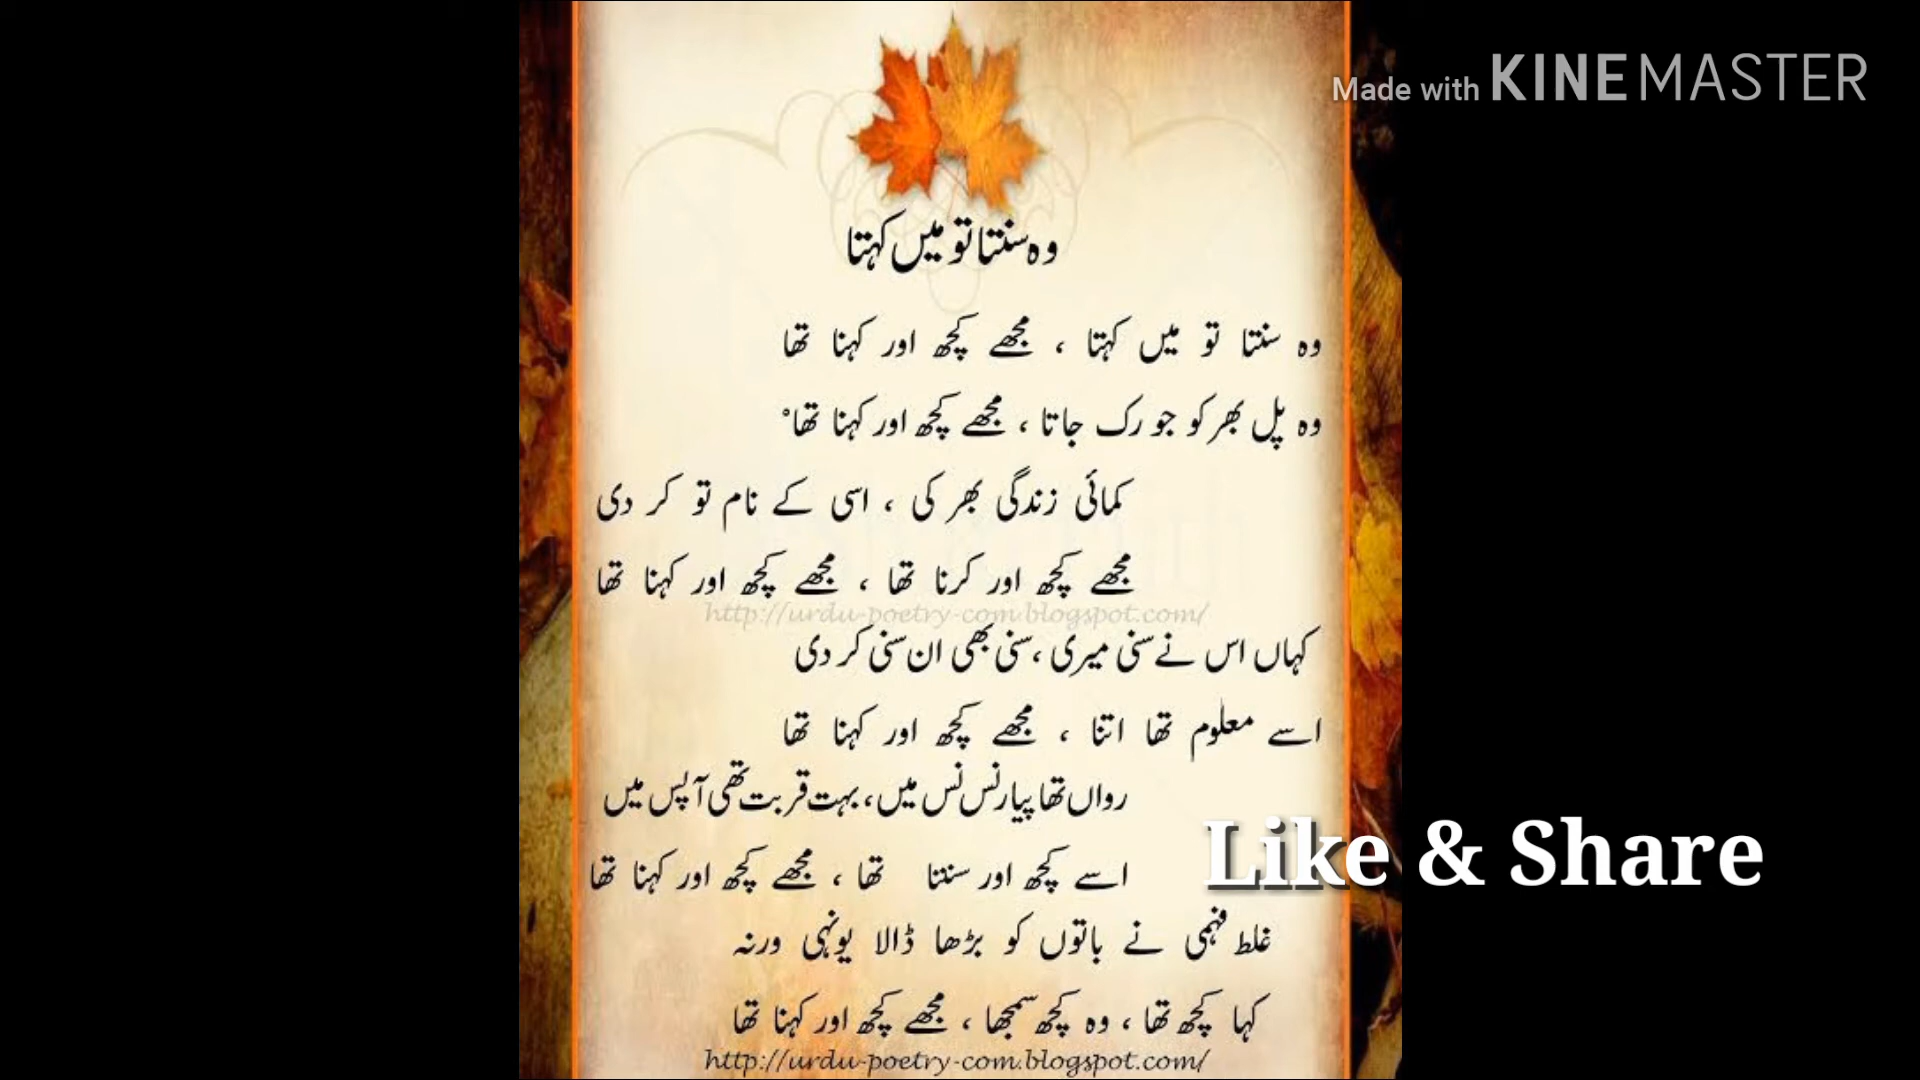 Made with KINEMASTER
وہ سنتا تو میں کہتا
وہ سنتا تو میں کہتا ، مجھے کچھ اور کہنا تھا
وہ پل بھر کو جو رک جاتا ، مجھے کچھ اور کہنا تھا
کمائی زندگی بھر کی ، اسی کے نام تو کر دی
مجھے کچھ اور کرنا تھا ، مجھے کچھ اور کہنا تھا
http://urdu-poetry-com.blogspot.com/
کہاں اس نے سنی میری ، سنی بھی ان سنی کر دی
اسے معلوم تھا اتنا ، مجھے کچھ اور کہنا تھا
رواں تھا پیار نس نس میں ، بہت قربت تھی آپس میں
Like & Share
اسے کچھ اور سننا تھا ، مجھے کچھ اور کہنا تھا
غلط فہمی نے باتوں کو بڑھا ڈالا یونہی ورنہ
کہا کچھ تھا ، وہ کچھ سمجھا ، مجھے کچھ اور کہنا تھا
http://urdu-poetry-com.blogspot.com/